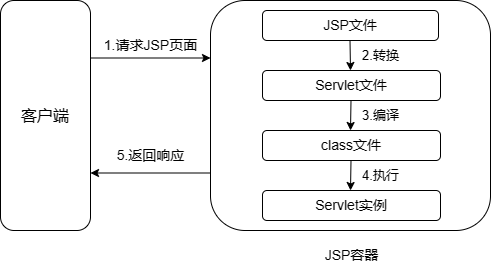 客户端
1.请求JSP页面
5.返回响应
JSP文件
2.转换
Servlet文件
3.编译
class文件
4.执行
Servlet实例
JSP容器